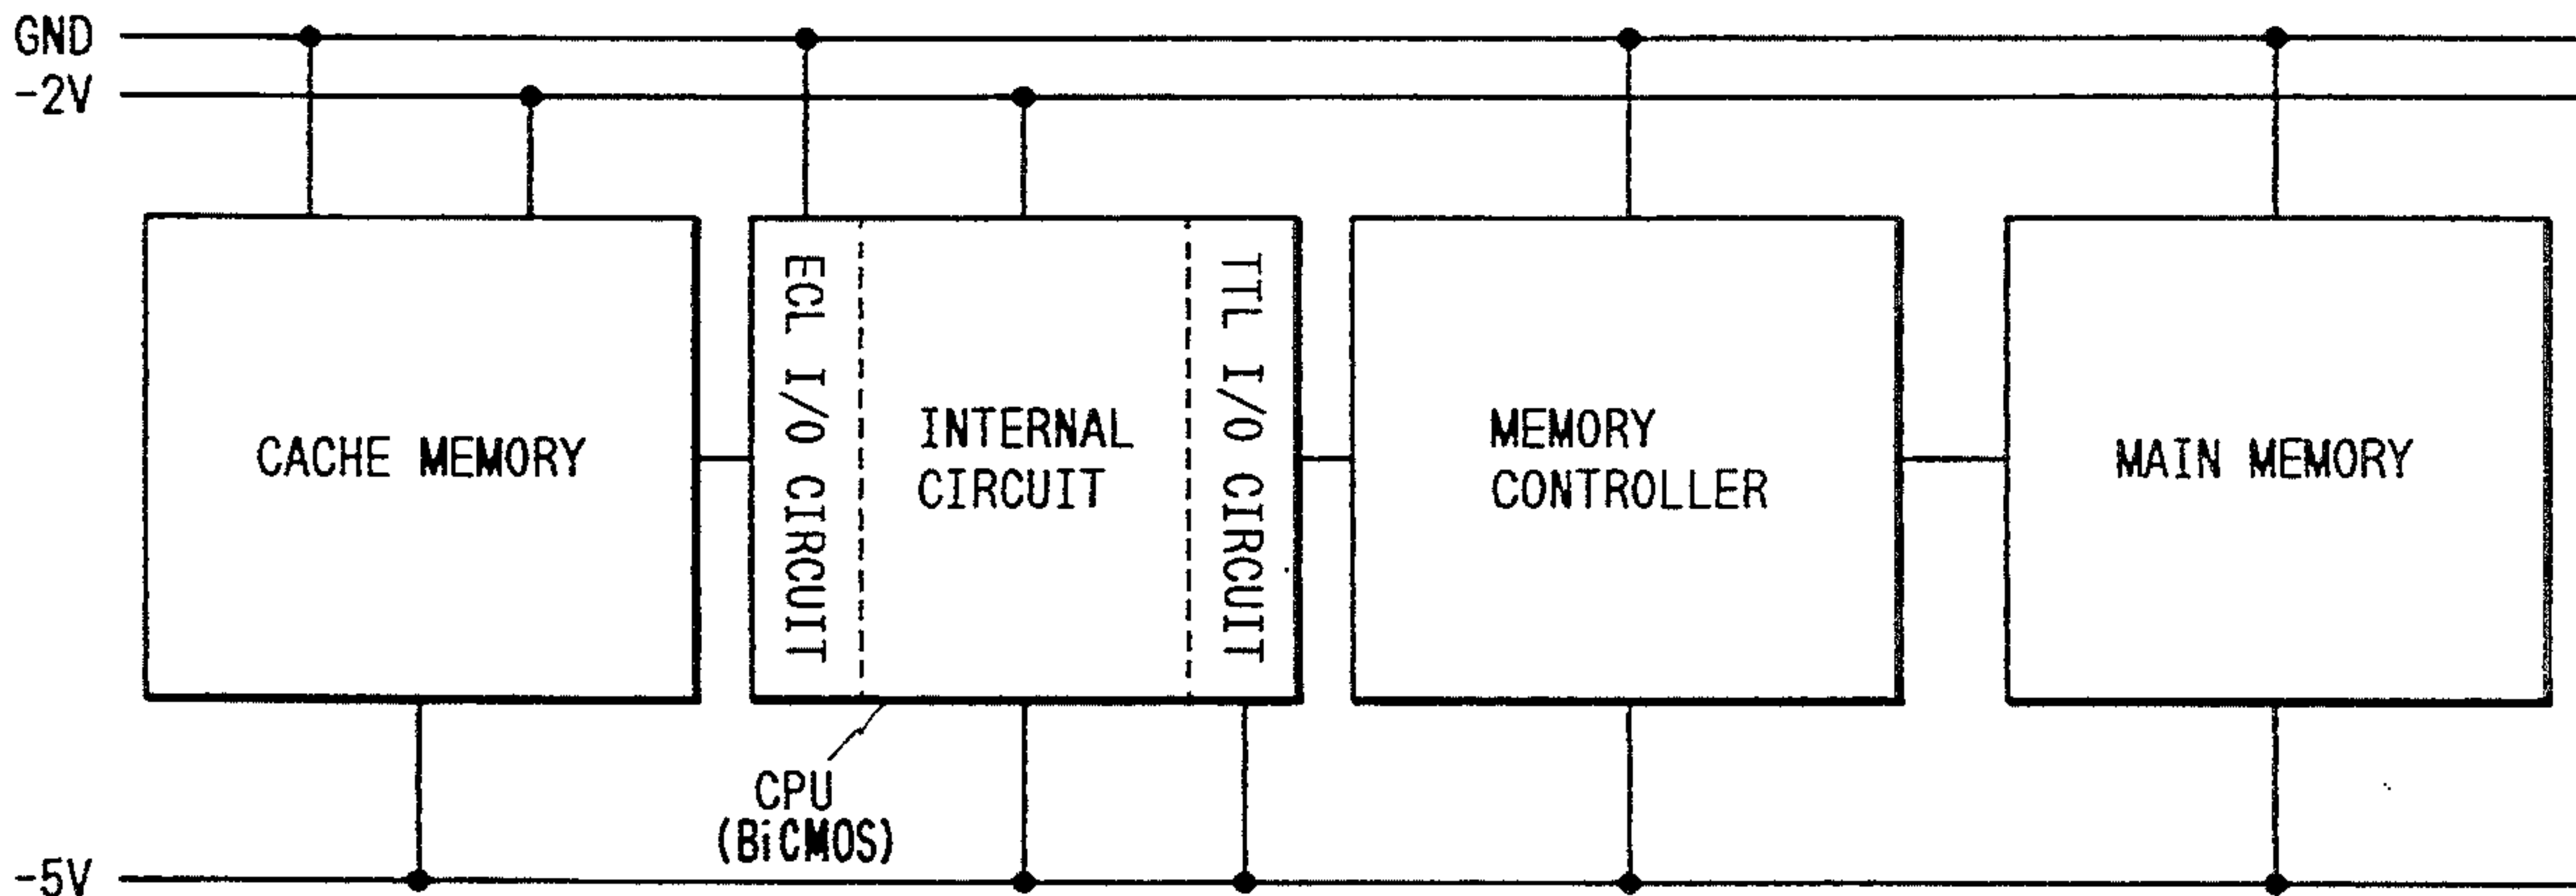 GND
-2V
CACHE MEMORY
ECL I/O CIRCUIT
INTERNAL
CIRCUIT
TTL I/O CIRCUIT
MEMORY
CONTROLLER
MAIN MEMORY
CPU
(BiCMOS)
-5V